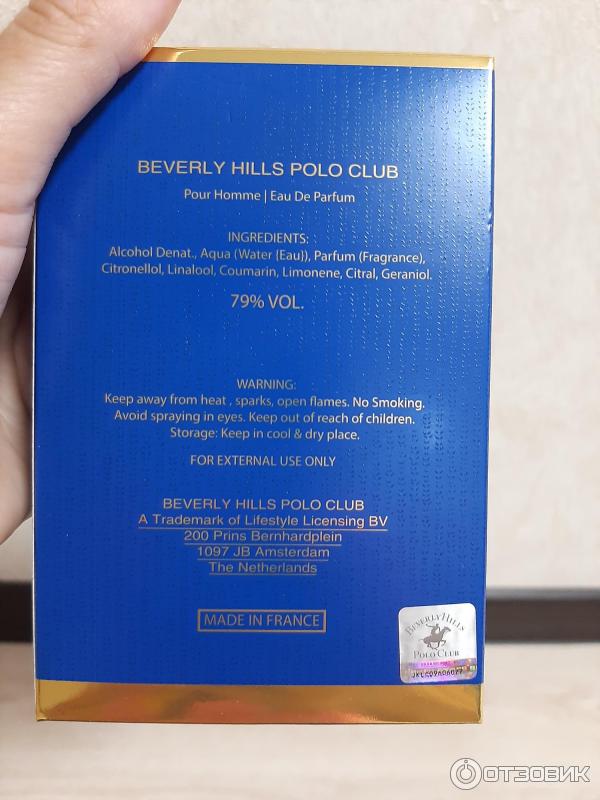 BEVERLY HILLS POLO CLUB
Pour Homme | Eau De Parfum
INGREDIENTS:
Alcohol Denat., Aqua (Water (Eau)), Parfum (Fragrance),
Citronellol, Linalool, Coumarin, Limonene, Citral, Geraniol.
79% VOL.
WARNING:
Keep away from heat , sparks, open flames. No Smoking.
Avoid spraying in eyes. Keep out of reach of children.
Storage: Keep in cool & dry place.
FOR EXTERNAL USE ONLY
BEVERLY HILLS POLO CLUB
A Trademark of Lifestyle Licensing BV
200 Prins Bernhardplein
1097 JB Amsterdam
The Netherlands
MADE IN FRANCE
BEVERLY HILLS
POLO CLUB
ОТЗОВИК